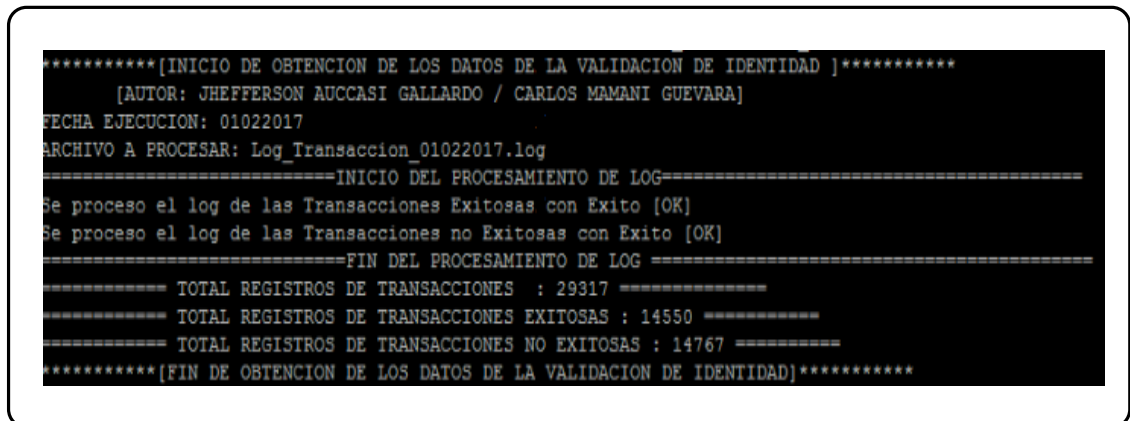 ***********[INICIO DE OBTENCION DE LOS DATOS DE LA VALIDACION DE IDENTIDAD ]***********
[AUTOR: JHEFFERSON AUCCASI GALLARDO / CARLOS MAMANI GUEVARA]
FECHA EJECUCION: 01022017
ARCHIVO A PROCESAR: Log_Transaccion_01022017.log
============================INICIO DEL PROCESAMIENTO DE LOG========================================
Se proceso el log de las Transacciones Exitosas con Exito [OK]
Se proceso el log de las Transacciones no Exitosas con Exito [OK]
=============================FIN DEL PROCESAMIENTO DE LOG ==========================================
============ TOTAL REGISTROS DE TRANSACCIONES  : 29317 ==============
============ TOTAL REGISTROS DE TRANSACCIONES EXITOSAS : 14550 ===========
============ TOTAL REGISTROS DE TRANSACCIONES NO EXITOSAS : 14767 ==========
***********[FIN DE OBTENCION DE LOS DATOS DE LA VALIDACION DE IDENTIDAD]***********